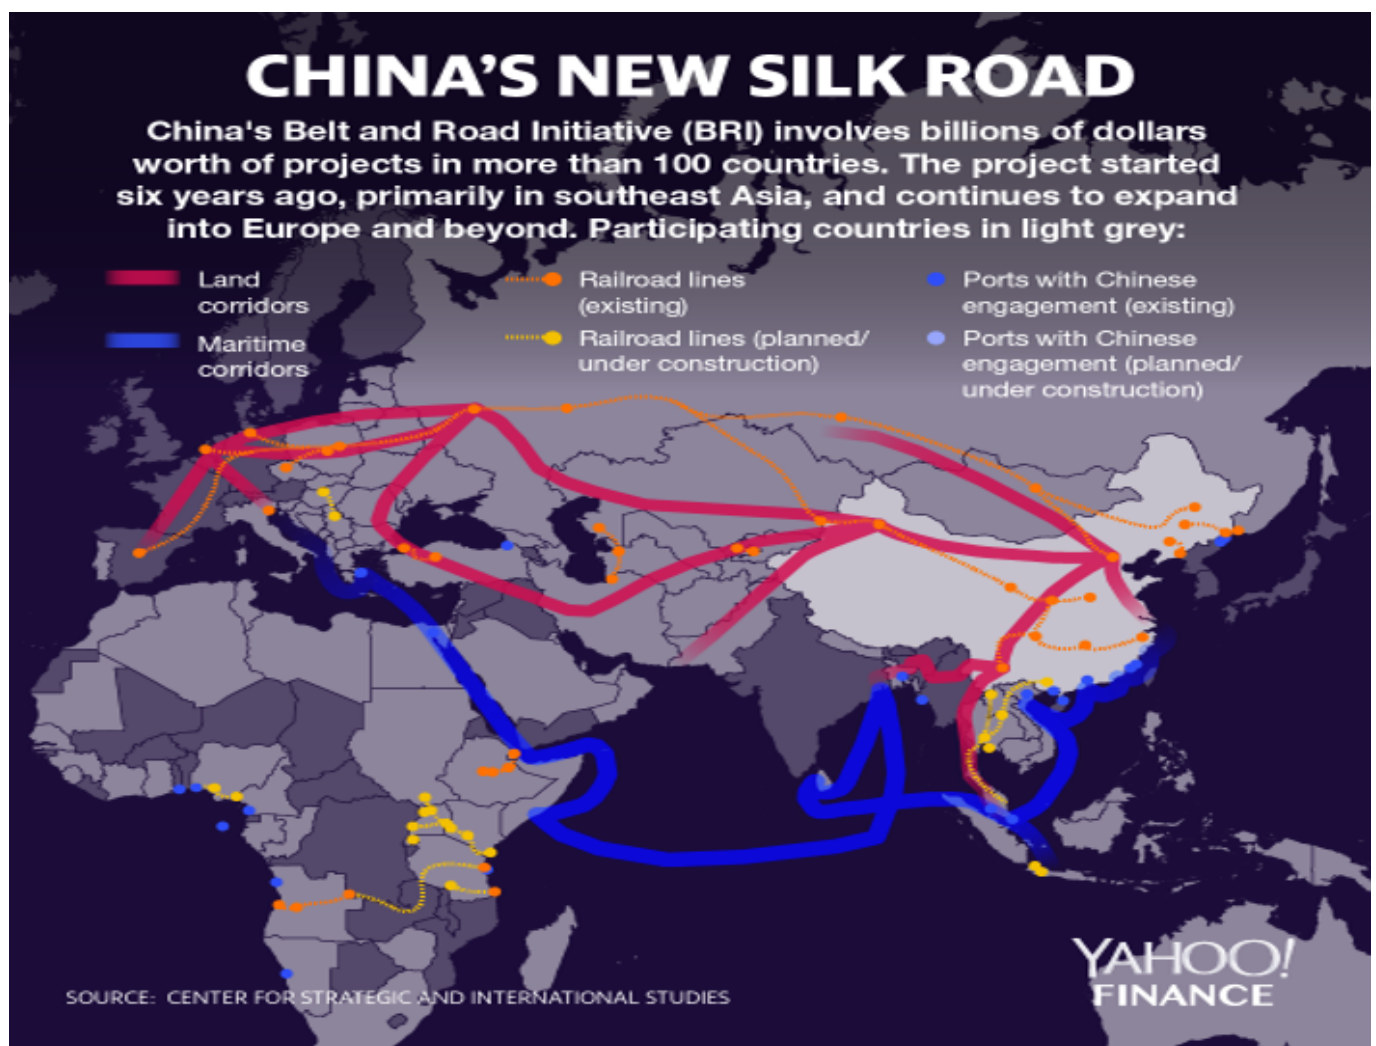 CHINA'S NEW SILK ROAD
China's Belt and Road Initiative (BRI) involves billions of dollars
worth of projects in more than 100 countries. The project started
six years ago, primarily in southeast Asia, and continues to expand
into Europe and beyond. Participating countries in light grey:
Land
corridors
Maritime
corridors
Railroad lines
(existing)
Railroad lines (planned/
under construction)
Ports with Chinese
engagement (existing)
Ports with Chinese
engagement (planned/
under construction)
SOURCE: CENTER FOR STRATEGIC AND INTERNATIONAL STUDIES
YAHOO!
FINANCE